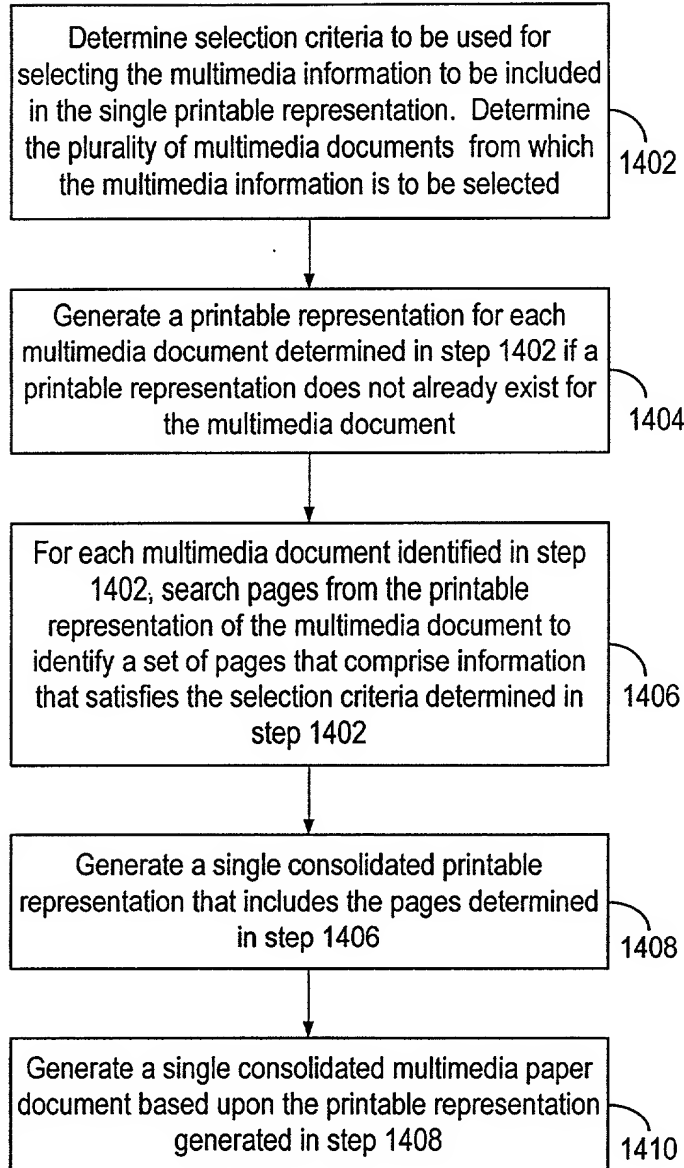 Determine selection criteria to be used for
selecting the multimedia information to be included
in the single printable representation. Determine
the plurality of multimedia documents from which
the multimedia information is to be selected
1402
Generate a printable representation for each
multimedia document determined in step 1402 if a
printable representation does not already exist for
the multimedia document
1404
For each multimedia document identified in step
1402, search pages from the printable
representation of the multimedia document to
identify a set of pages that comprise information
that satisfies the selection criteria determined in
step 1402
1406
Generate a single consolidated printable
representation that includes the pages determined
in step 1406
1408
Generate a single consolidated multimedia paper
document based upon the printable representation
generated in step 1408
1410